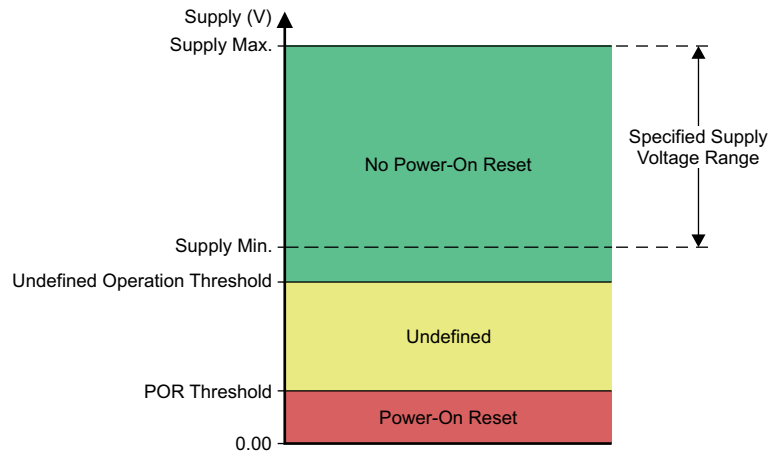 Supply (V)
Supply Max.
Specified Supply
Voltage Range
No Power-On Reset
Supply Min.
Undefined Operation Threshold
Undefined
POR Threshold
Power-On Reset
0.00